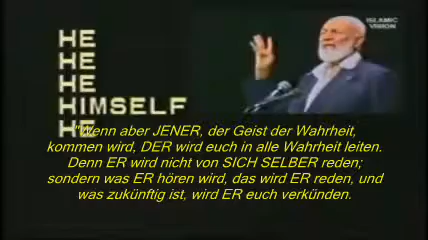 ISLAMIC
VISION
HE
HE
HE
HIMSELF
HE
"Wenn aber JENER, der Geist der Wahrheit,
kommen wird, DER wird euch in alle Wahrheit leiten.
Denn ER wird nicht von SICH SELBER reden;
sondern was ER hören wird, das wird ER reden, und
was zukünftig ist, wird ER euch verkünden.